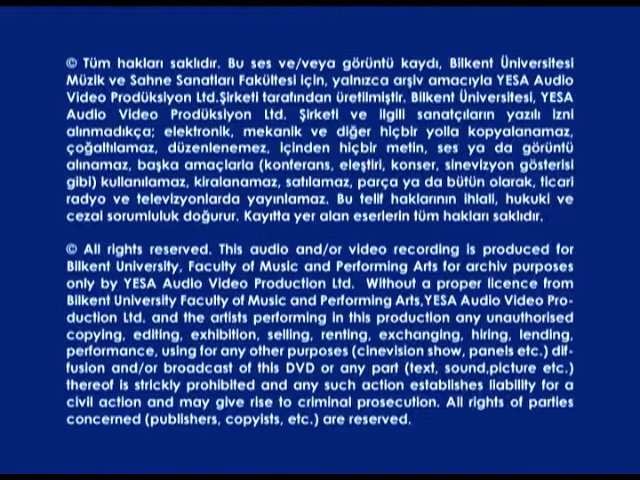 © Tüm hakları saklıdır. Bu ses ve/veya görüntü kaydı, Bilkent Üniversitesi
Müzik ve Sahne Sanatları Fakültesi için, yalnızca arşiv amacıyla YESA Audio
Video Prodüksiyon Ltd.Şirketi tarafından üretilmiştir. Bilkent Üniversitesi, YESA
Audio Video Prodüksiyon Ltd. Şirketi ve ilgili sanatçıların yazılı izni
alınmadıkça; elektronik, mekanik ve diğer hiçbir yolla kopyalanamaz,
çoğaltılamaz, düzenlenemez, içinden hiçbir metin, ses ya da görüntü
alınamaz, başka amaçlarla (konferans, eleştiri, konser, sinevizyon gösterisi
gibi) kullanılamaz, kiralanamaz, satılamaz, parça ya da bütün olarak, ticari
radyo ve televizyonlarda yayınlamaz. Bu telif haklarının ihlali, hukuki ve
cezai sorumluluk doğurur. Kayıtta yer alan eserlerin tüm hakları saklıdır.
© All rights reserved. This audio and/or video recording is produced for
Bilkent University, Faculty of Music and Performing Arts for archiv purposes
only by YESA Audio Video Production Ltd. Without a proper licence from
Bilkent University Faculty of Music and Performing Arts,YESA Audio Video Pro-
duction Ltd. and the artists performing in this production any unauthorised
copying, editing, exhibition, selling, renting, exchanging, hiring, lending,
performance, using for any other purposes (cinevision show, panels etc.) dif-
fusion and/or broadcast of this DVD or any part (text, sound,picture etc.)
thereof is strickly prohibited and any such action establishes liability for a
civil action and may give rise to criminal prosecution. All rights of parties
concerned (publishers, copyists, etc.) are reserved.